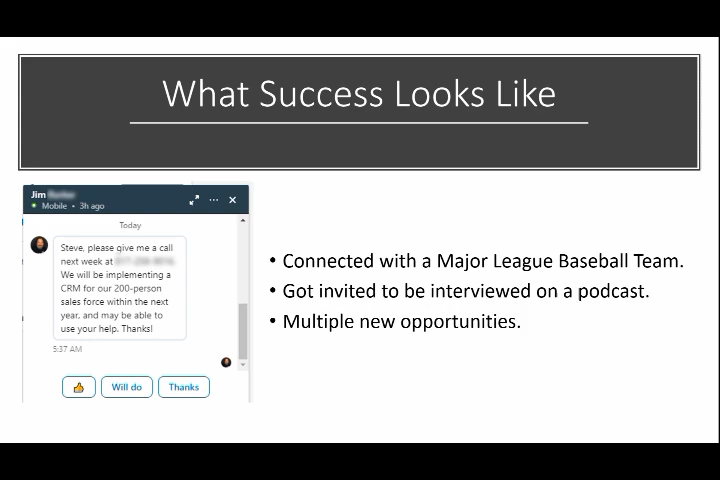 What Success Looks Like
Jim
Mobile • 3h ago
Today
Steve, please give me a call
next week at
We will be implementing a
CRM for our 200-person
sales force within the next
year, and may be able to
use your help. Thanks!
5:37 AM
Will do
Thanks
• Connected with a Major League Baseball Team.
• Got invited to be interviewed on a podcast.
• Multiple new opportunities.